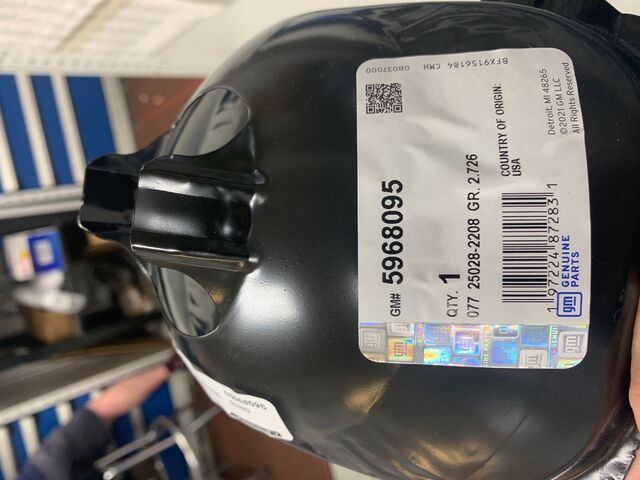 BFX9156184 CMH 0B037000
GM# 5968095
QTY. 1
077 25028-2208 GR. 2.726
COUNTRY OF ORIGIN:
USA
Detroit, MI 48265
©2021 GM LLC
All Rights Reserved
1 97224 87283 1
gm GENUINE
PARTS